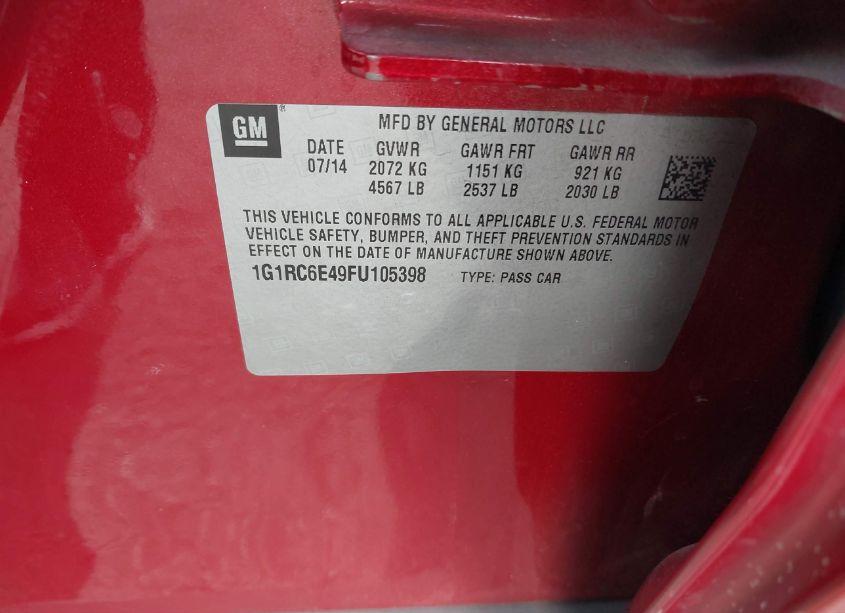 GM® MFD BY GENERAL MOTORS LLC
DATE GVWR GAWR FRT GAWR RR
07/14 2072 KG 1151 KG 921 KG
4567 LB 2537 LB 2030 LB
THIS VEHICLE CONFORMS TO ALL APPLICABLE U.S. FEDERAL MOTOR
VEHICLE SAFETY, BUMPER, AND THEFT PREVENTION STANDARDS IN
EFFECT ON THE DATE OF MANUFACTURE SHOWN ABOVE.
1G1RC6E49FU105398 TYPE: PASS CAR